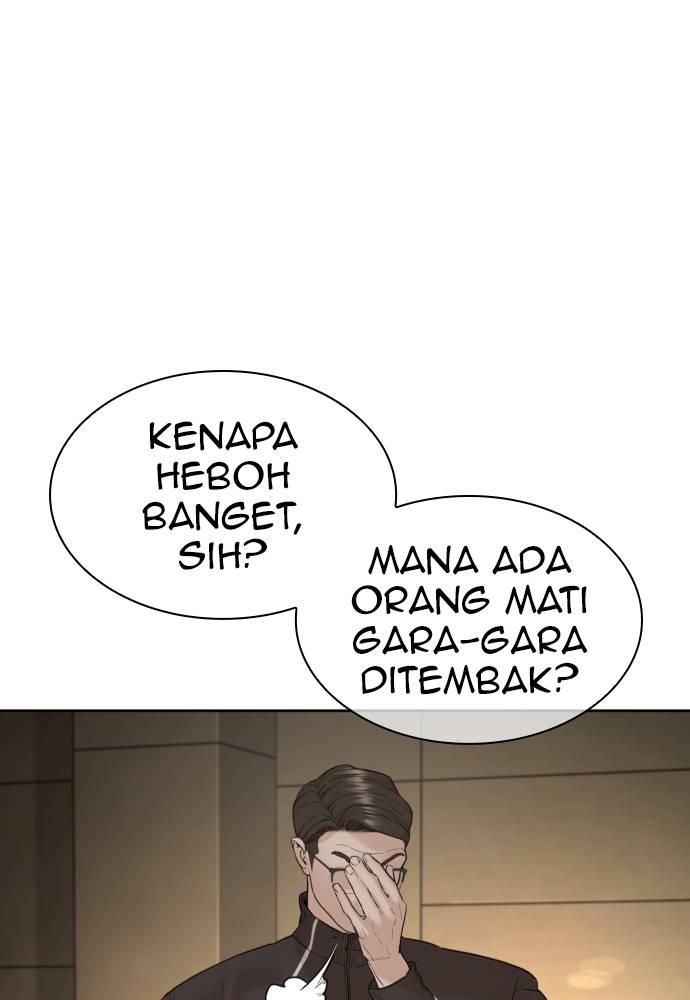 KENAPA
HEBOH
BANGET,
SIH?
MANA ADA
ORANG MATI
GARA-GARA
DITEMBAK?